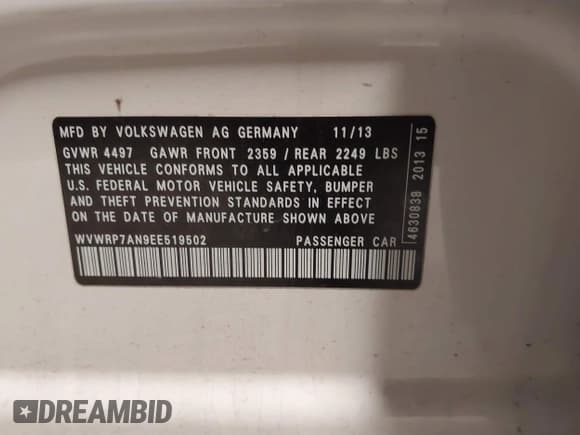 MFD BY VOLKSWAGEN AG GERMANY 11/13
GVWR 4497 GAWR FRONT 2359 / REAR 2249 LBS
THIS VEHICLE CONFORMS TO ALL APPLICABLE
U.S. FEDERAL MOTOR VEHICLE SAFETY, BUMPER
AND THEFT PREVENTION STANDARDS IN EFFECT
ON THE DATE OF MANUFACTURE SHOWN ABOVE
WVWRP7AN9EE519502 PASSENGER CAR
4630838 2013 15
DREAMBID